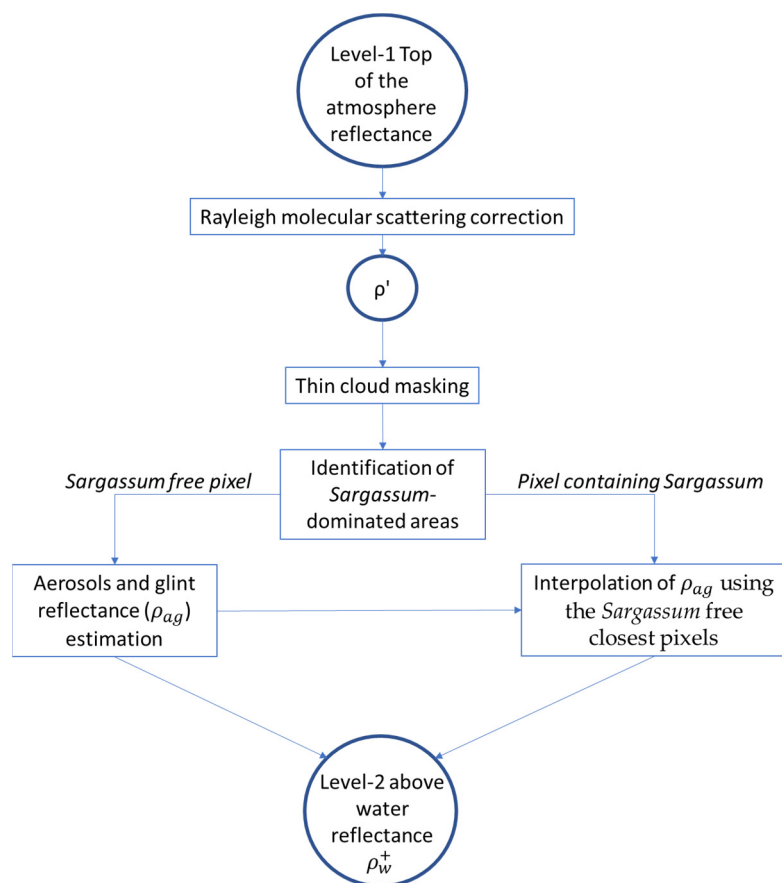 Level-1 Top
of the
atmosphere
reflectance
Rayleigh molecular scattering correction
ρ'
Thin cloud masking
Sargassum free pixel
Identification of
Sargassum-
dominated areas
Pixel containing Sargassum
Aerosols and glint
reflectance (ρ_ag)
estimation
Interpolation of ρ_ag using
the Sargassum free
closest pixels
Level-2 above
water
reflectance
ρ_w^+